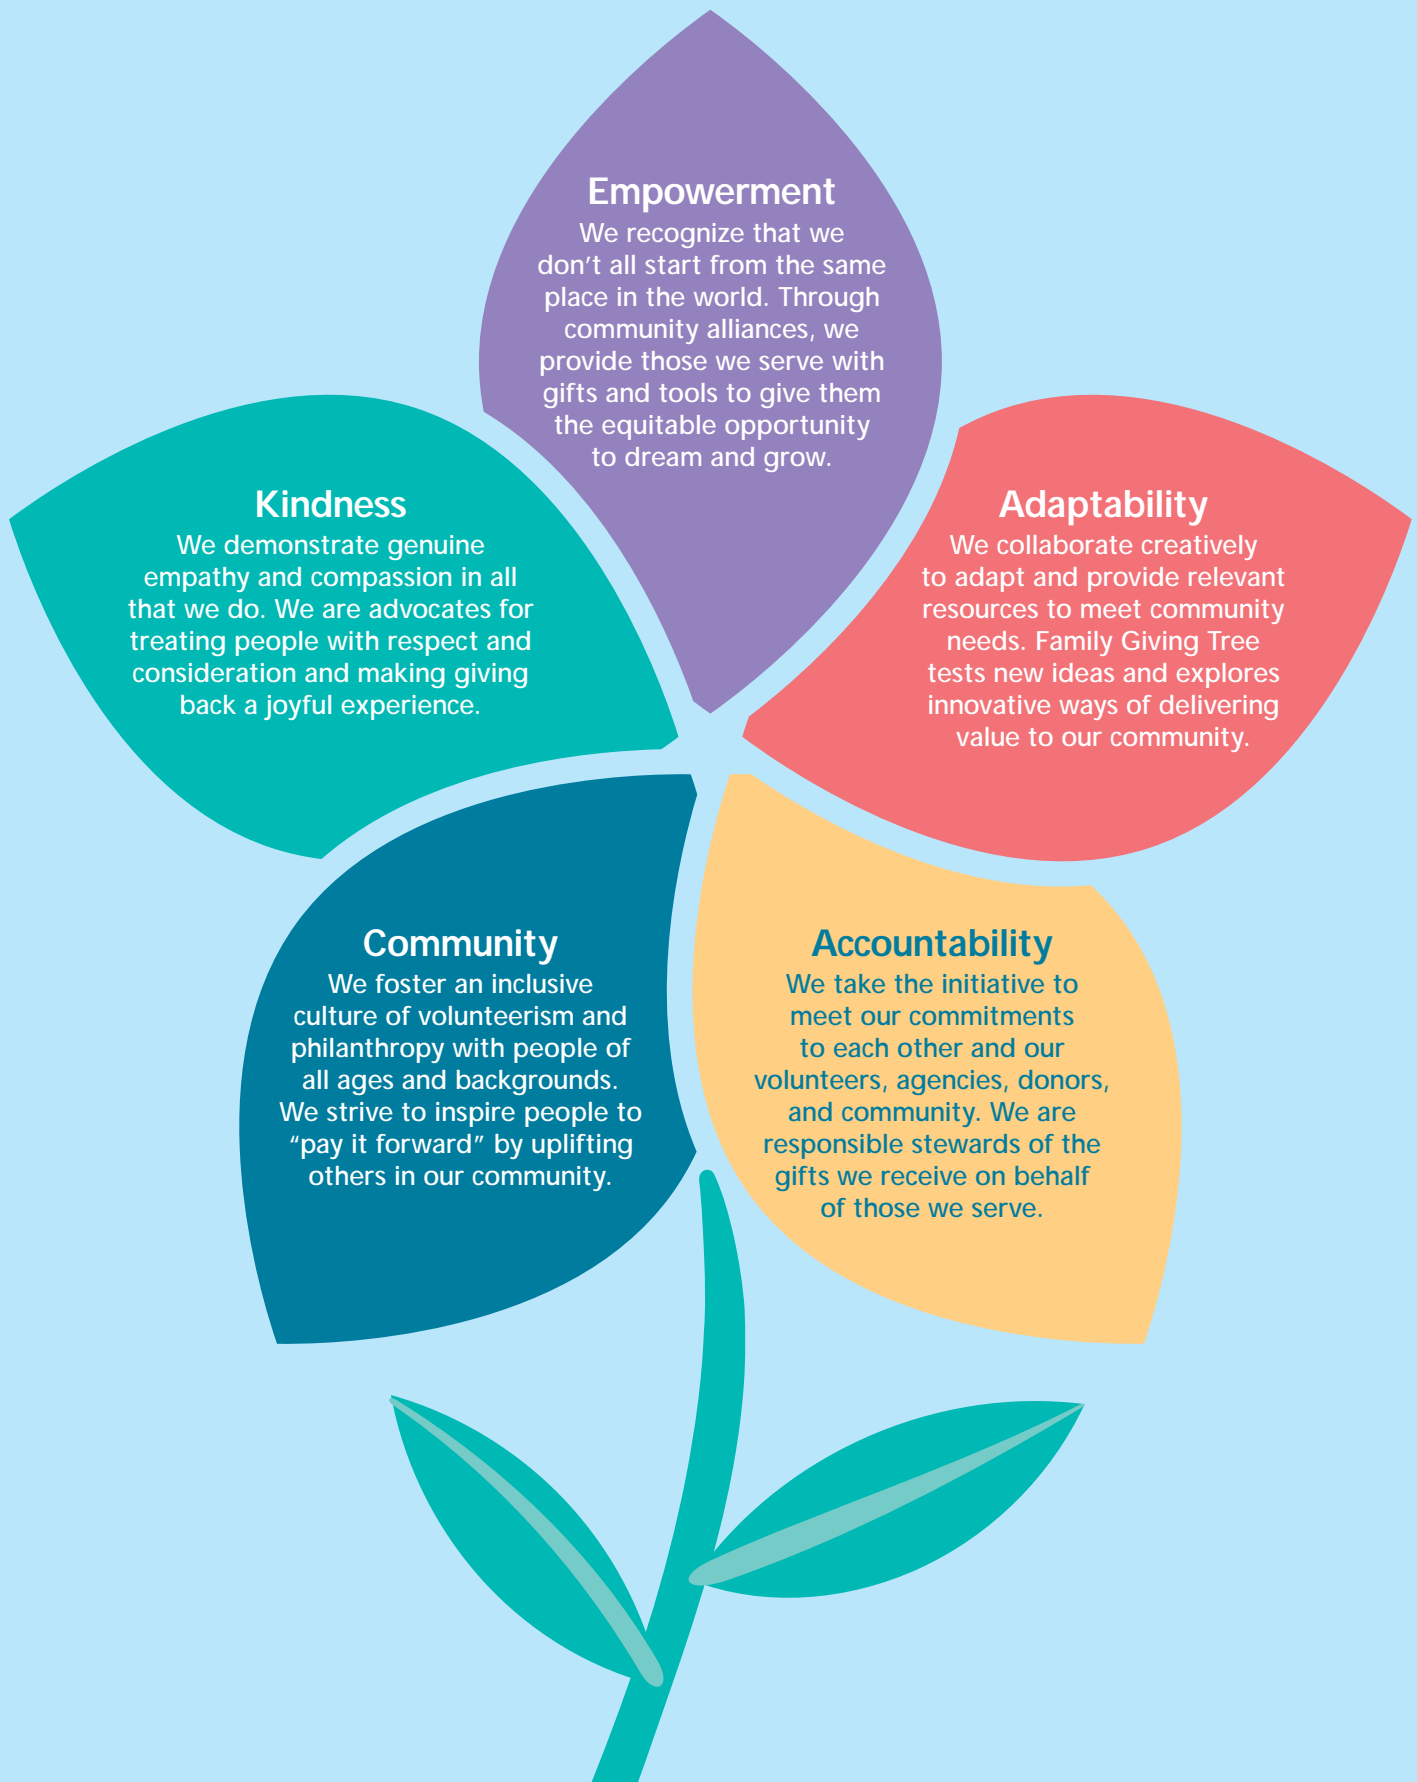 Empowerment
We recognize that we
don't all start from the same
place in the world. Through
community alliances, we
provide those we serve with
gifts and tools to give them
the equitable opportunity
to dream and grow.
Kindness
We demonstrate genuine
empathy and compassion in all
that we do. We are advocates for
treating people with respect and
consideration and making giving
back a joyful experience.
Adaptability
We collaborate creatively
to adapt and provide relevant
resources to meet community
needs. Family Giving Tree
tests new ideas and explores
innovative ways of delivering
value to our community.
Community
We foster an inclusive
culture of volunteerism and
philanthropy with people of
all ages and backgrounds.
We strive to inspire people to
“pay it forward” by uplifting
others in our community.
Accountability
We take the initiative to
meet our commitments
to each other and our
volunteers, agencies, donors,
and community. We are
responsible stewards of the
gifts we receive on behalf
of those we serve.